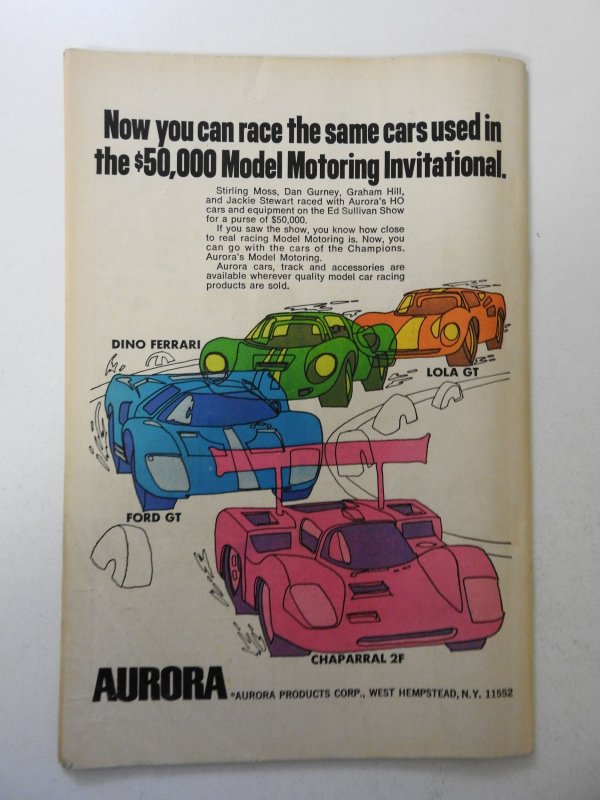 Now you can race the same cars used in
the $50,000 Model Motoring Invitational.
Stirling Moss, Dan Gurney, Graham Hill,
and Jackie Stewart raced with Aurora's HO
cars and equipment on the Ed Sullivan Show
for a purse of $50,000.
If you saw the show, you know how close
to real racing Model Motoring is. Now, you
can go with the cars of the Champions.
Aurora's Model Motoring.
Aurora cars, track and accessories are
available wherever quality model car racing
products are sold.
DINO FERRARI
LOLA GT
FORD GT
CHAPARRAL 2F
AURORA ®AURORA PRODUCTS CORP., WEST HEMPSTEAD, N.Y. 11552